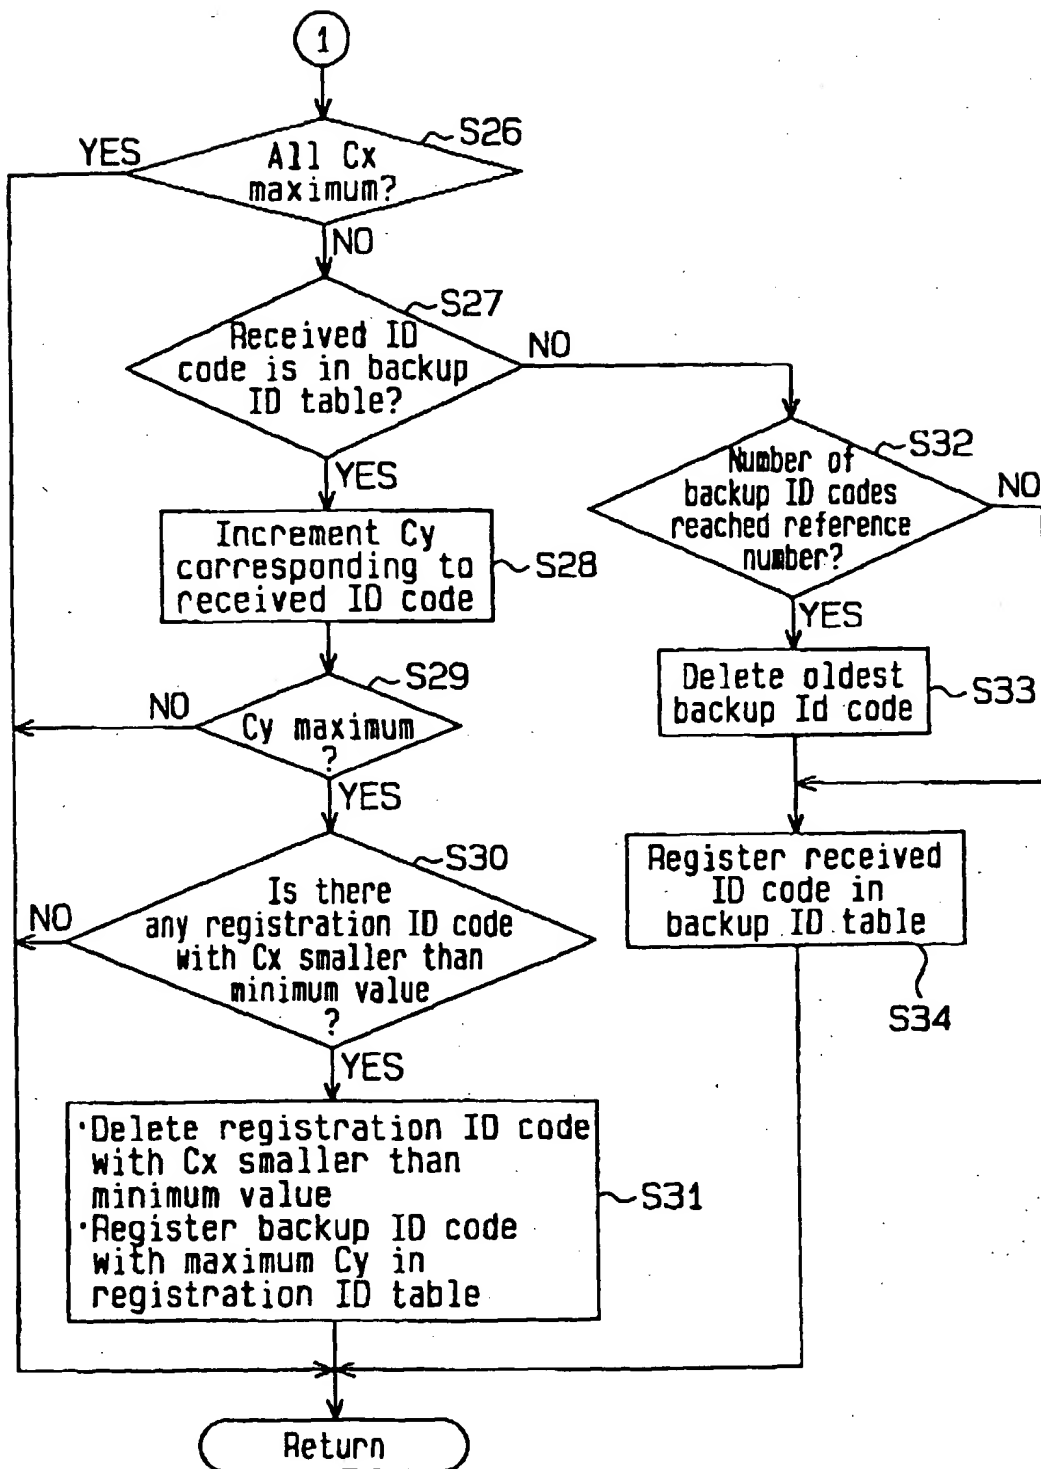 1
S26
YES
All Cx
maximum?
NO
S27
Received ID
code is in backup
ID table?
NO
YES
S32
Number of
backup ID codes
reached reference
number?
NO
YES
Increment Cy
corresponding to
received ID code
S28
S29
NO
Cy maximum
?
YES
Delete oldest
backup Id code
S33
S30
Is there
any registration ID code
with Cx smaller than
minimum value
?
NO
YES
Register received
ID code in
backup ID table
S34
·Delete registration ID code
with Cx smaller than
minimum value
·Register backup ID code
with maximum Cy in
registration ID table
S31
Return